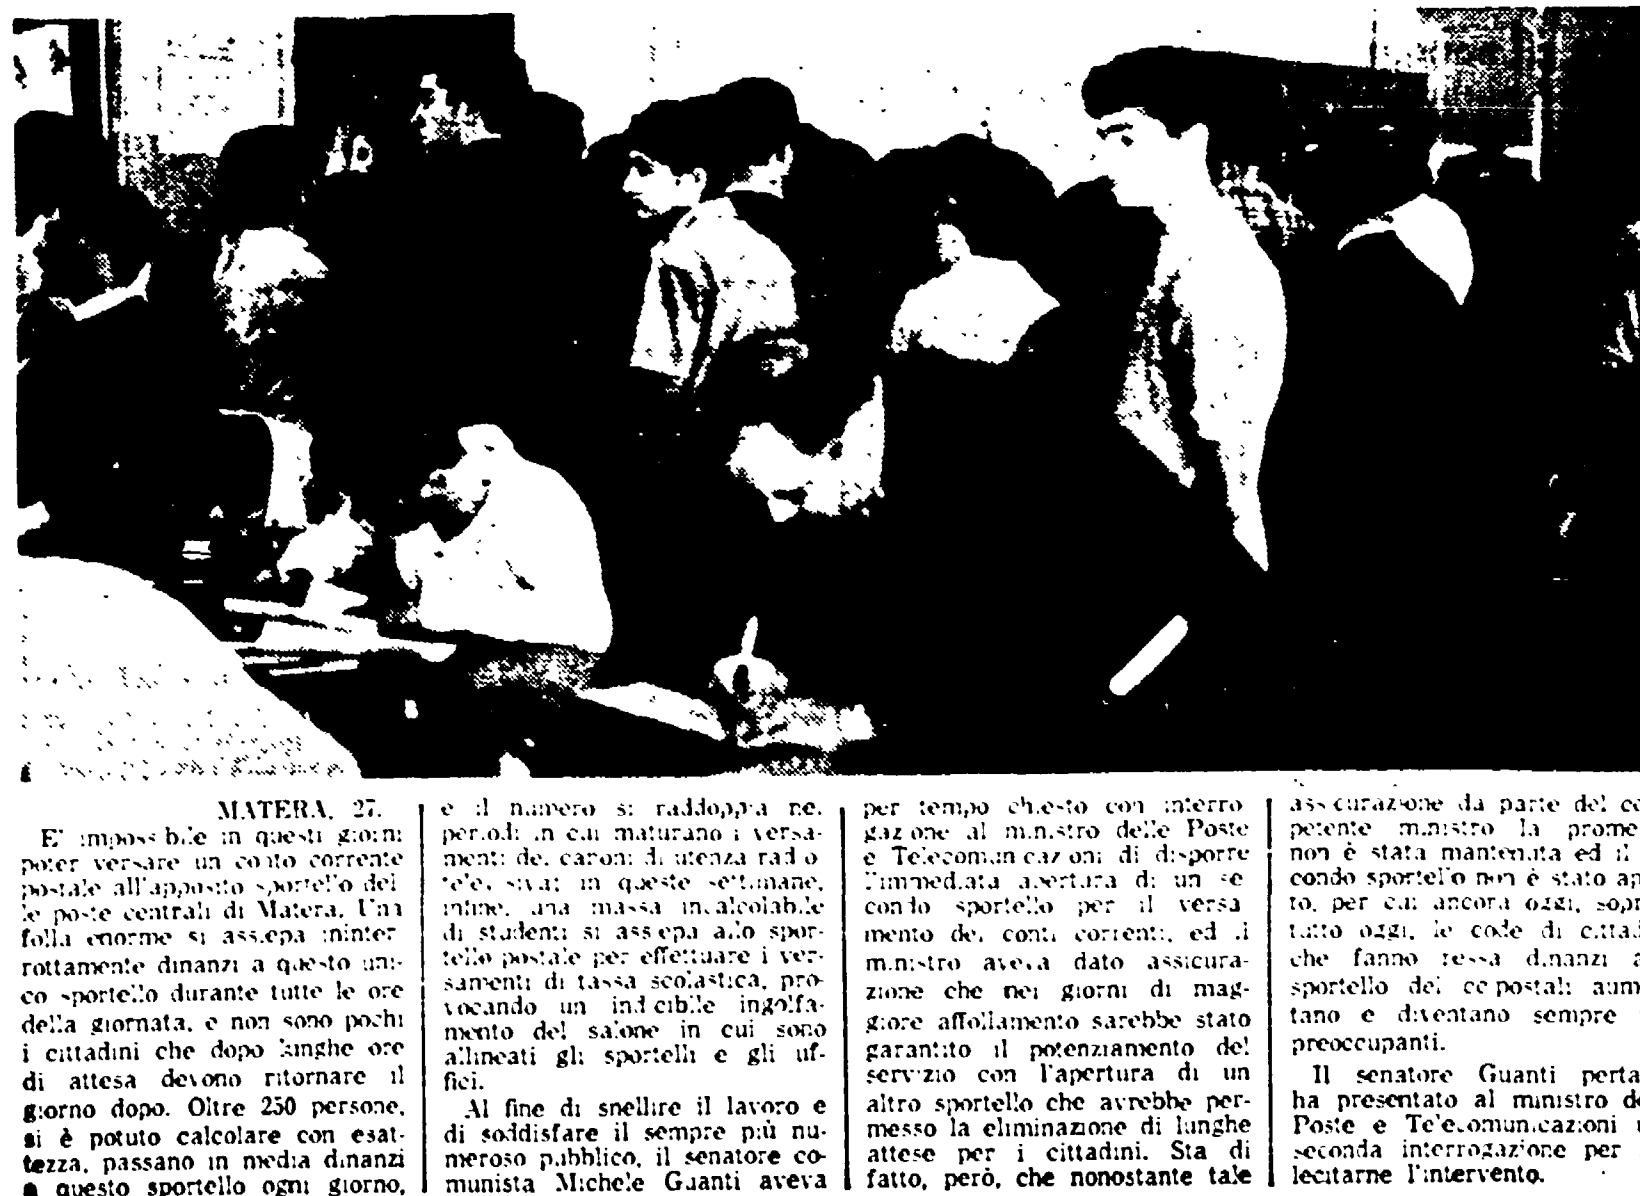 MATERA, 27.
E' impossibile in questi giorni
poter versare un conto corrente
postale all'apposito sportello del
le poste centrali di Matera. Una
folla enorme si assiepa ininter
rottamente dinanzi a questo uni-
co sportello durante tutte le ore
della giornata, e non sono pochi
i cittadini che dopo lunghe ore
di attesa devono ritornare il
giorno dopo. Oltre 250 persone,
si è potuto calcolare con esat-
tezza, passano in media dinanzi
a questo sportello ogni giorno,
e il numero si raddoppia nei
periodi in cui maturano i versa-
menti dei canoni di utenza radio
televisiva: in queste settimane,
infine, una massa incalcolabile
di studenti si assiepa allo spor-
tello postale per effettuare i ver-
samenti di tassa scolastica, pro-
vocando un indicibile ingolfa-
mento del salone in cui sono
allineati gli sportelli e gli uf-
fici.
Al fine di snellire il lavoro e
di soddisfare il sempre più nu-
meroso pubblico, il senatore co-
munista Michele Guanti aveva
per tempo chiesto con interro
gazione al ministro delle Poste
e Telecomunicazioni di disporre
l'immediata apertura di un se
condo sportello per il versa
mento dei conti correnti, ed il
ministro aveva dato assicura-
zione che nei giorni di mag-
giore affollamento sarebbe stato
garantito il potenziamento del
servizio con l'apertura di un
altro sportello che avrebbe per-
messo la eliminazione di lunghe
attese per i cittadini. Sta di
fatto, però, che nonostante tale
assicurazione da parte del co
petente ministro la prome
non è stata mantenuta ed il
condo sportello non è stato ap
to, per cui ancora oggi, sopr
tutto oggi, le code di cittad
che fanno ressa dinanzi a
sportello dei cc postali aum
tano e diventano sempre
preoccupanti.
Il senatore Guanti perta
ha presentato al ministro de
Poste e Telecomunicazioni u
seconda interrogazione per
lecitarne l'intervento.